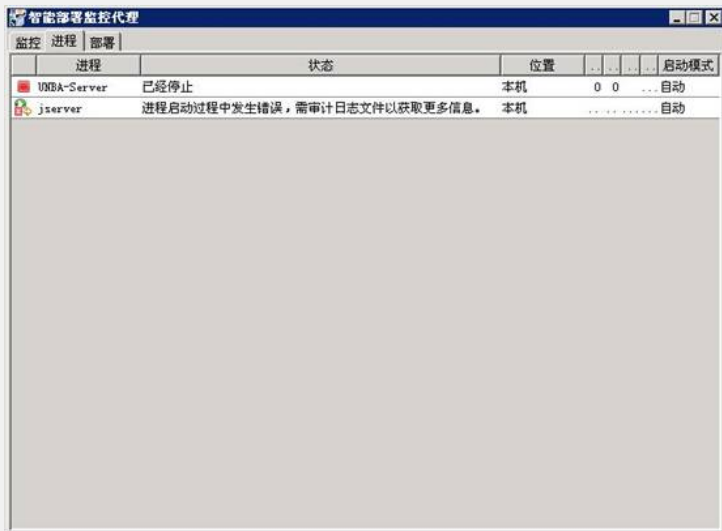 智能部署监控代理
监控 进程 部署
进程 状态 位置 .. .. .. .. 启动模式
UNBA-Server 已经停止 本机 0 0 ... 自动
jserver 进程启动过程中发生错误，需审计日志文件以获取更多信息。 本机 .. .. .. ... 自动